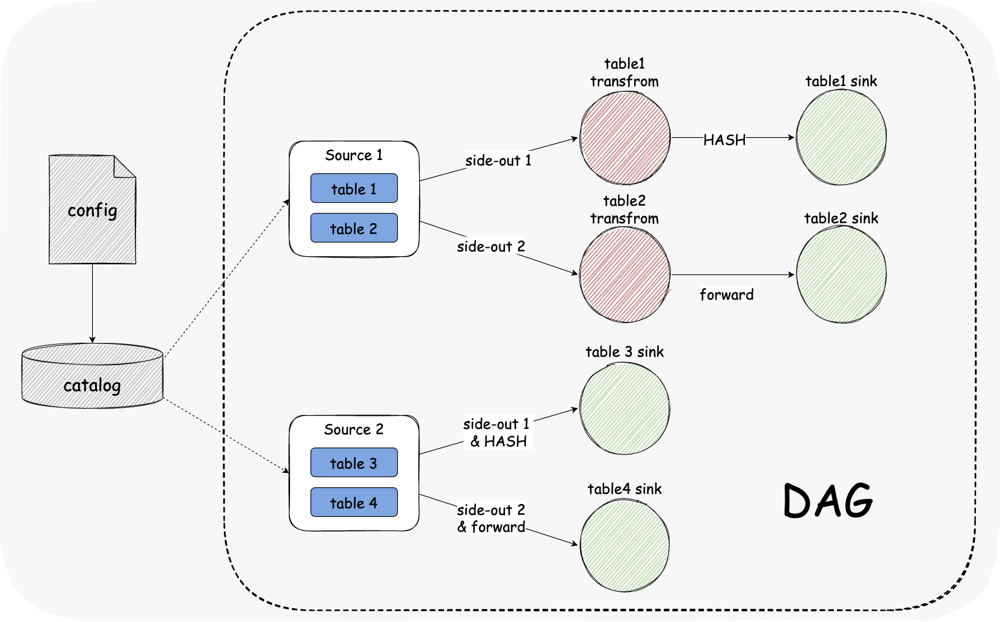 table1
transfrom
table1 sink
HASH
Source 1
table 1
table 2
side-out 1
side-out 2
table2
transfrom
table2 sink
forward
config
catalog
table 3 sink
Source 2
table 3
table 4
side-out 1
& HASH
side-out 2
& forward
table4 sink
DAG